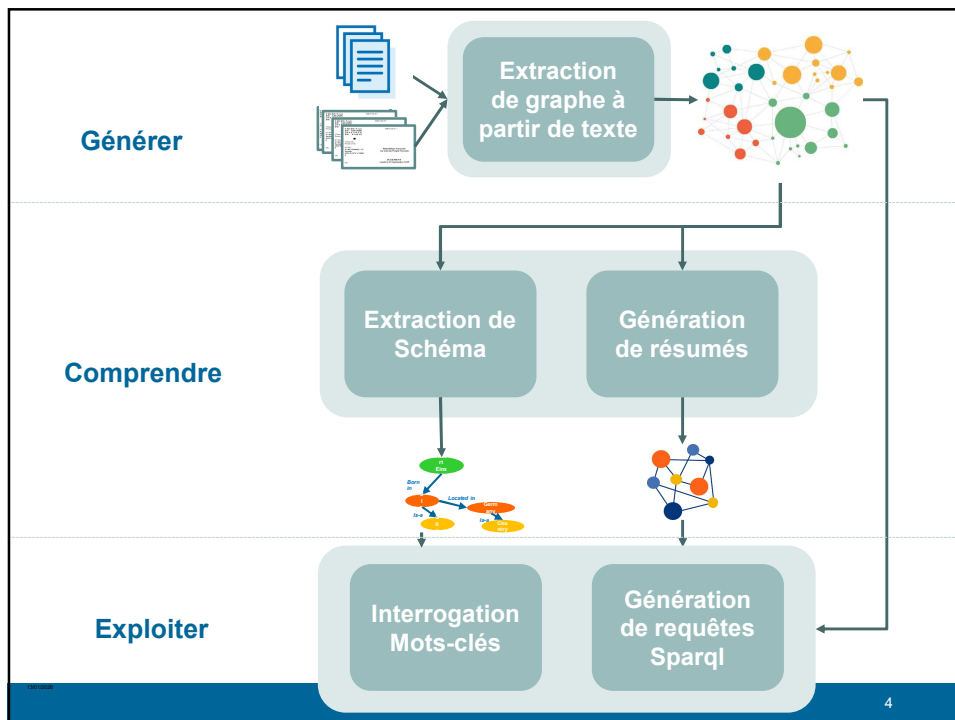 Extraction
de graphe à
partir de texte
Générer
Extraction de
Schéma
Génération
de résumés
Comprendre
Born
in
Located in
Is-a
Is-a
Interrogation
Mots-clés
Génération
de requêtes
Sparql
Exploiter
4